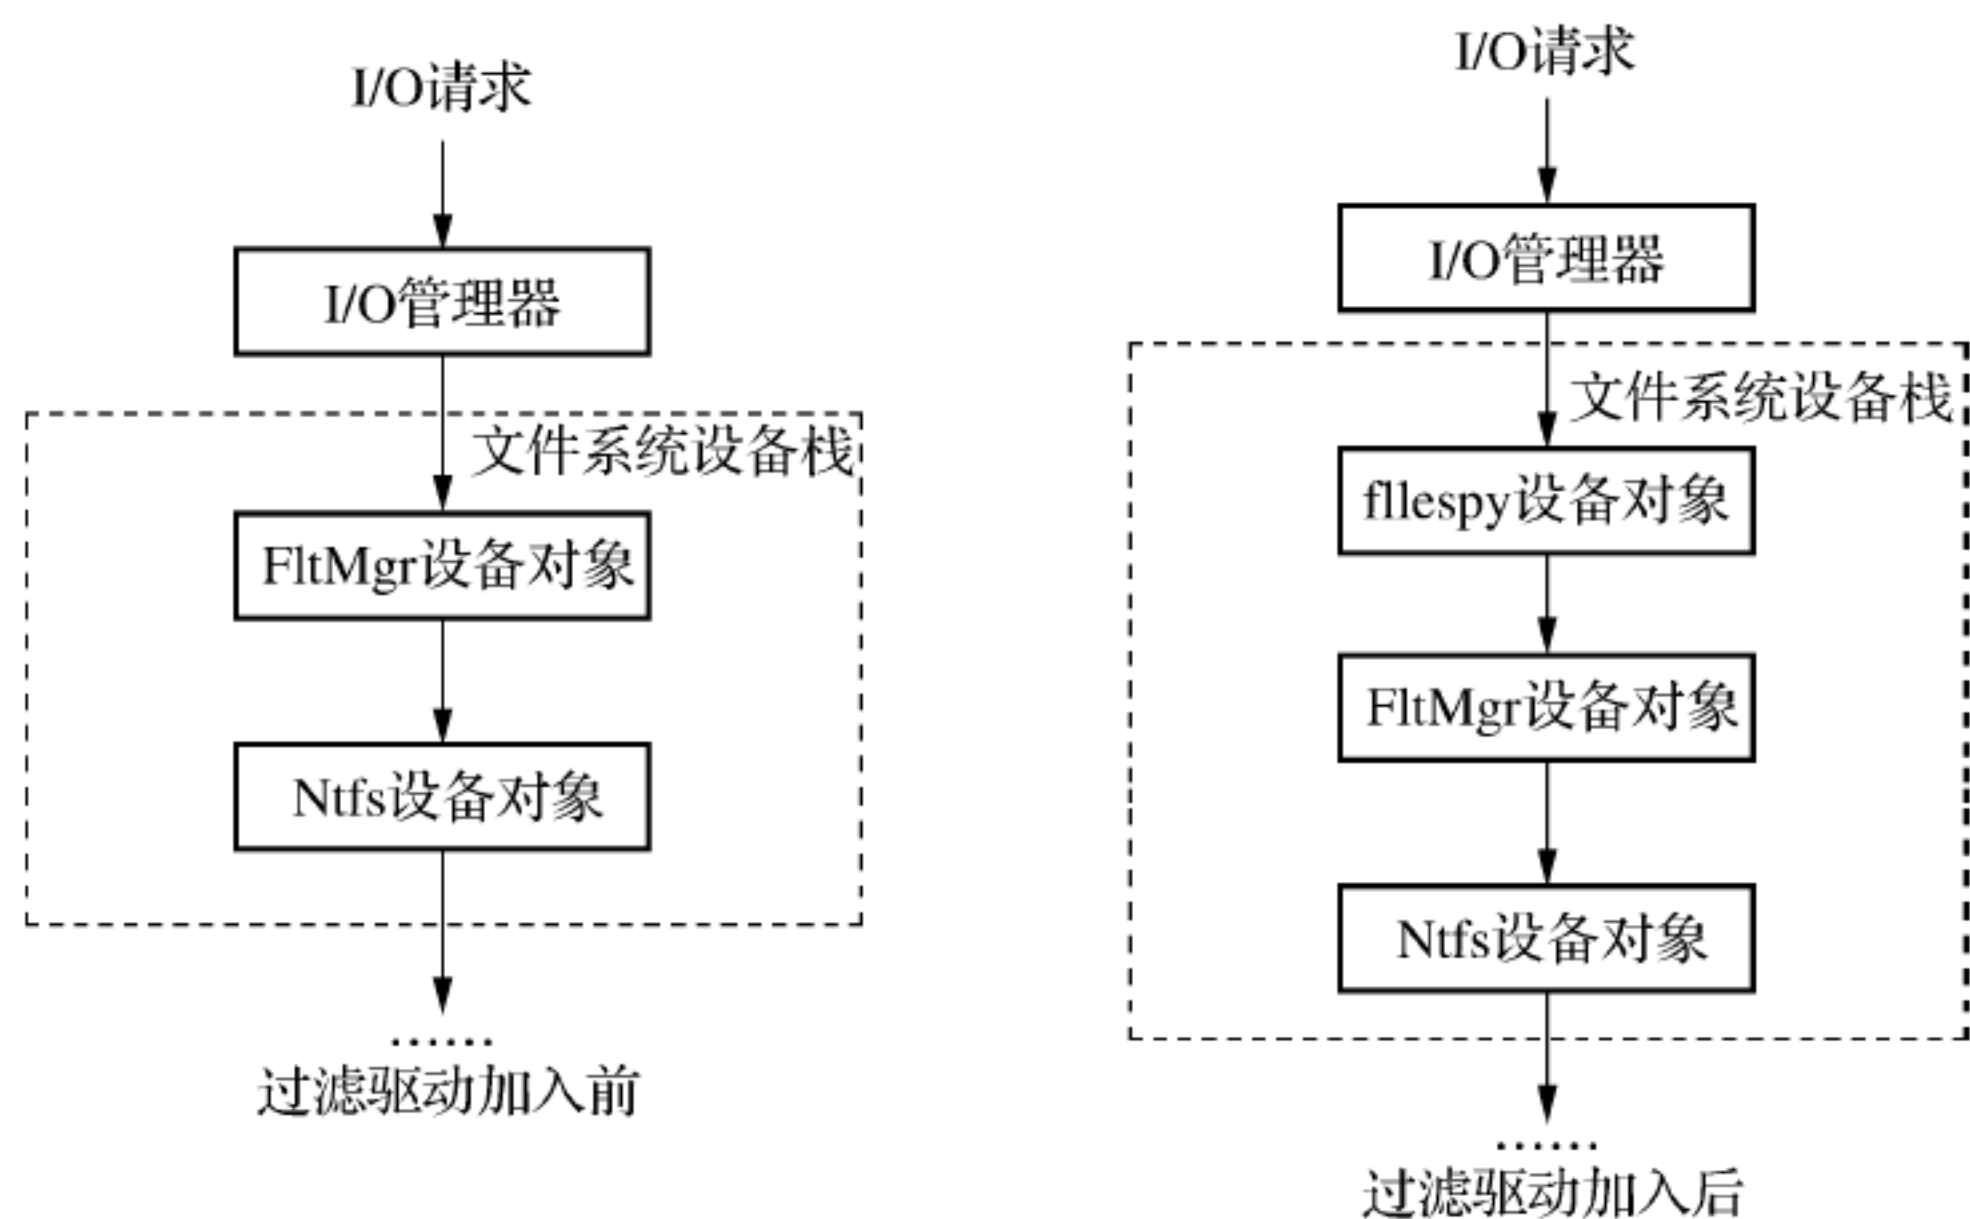 I/O请求
I/O管理器
文件系统设备栈
FltMgr设备对象
Ntfs设备对象
……
过滤驱动加入前
I/O请求
I/O管理器
文件系统设备栈
fllespy设备对象
FltMgr设备对象
Ntfs设备对象
……
过滤驱动加入后